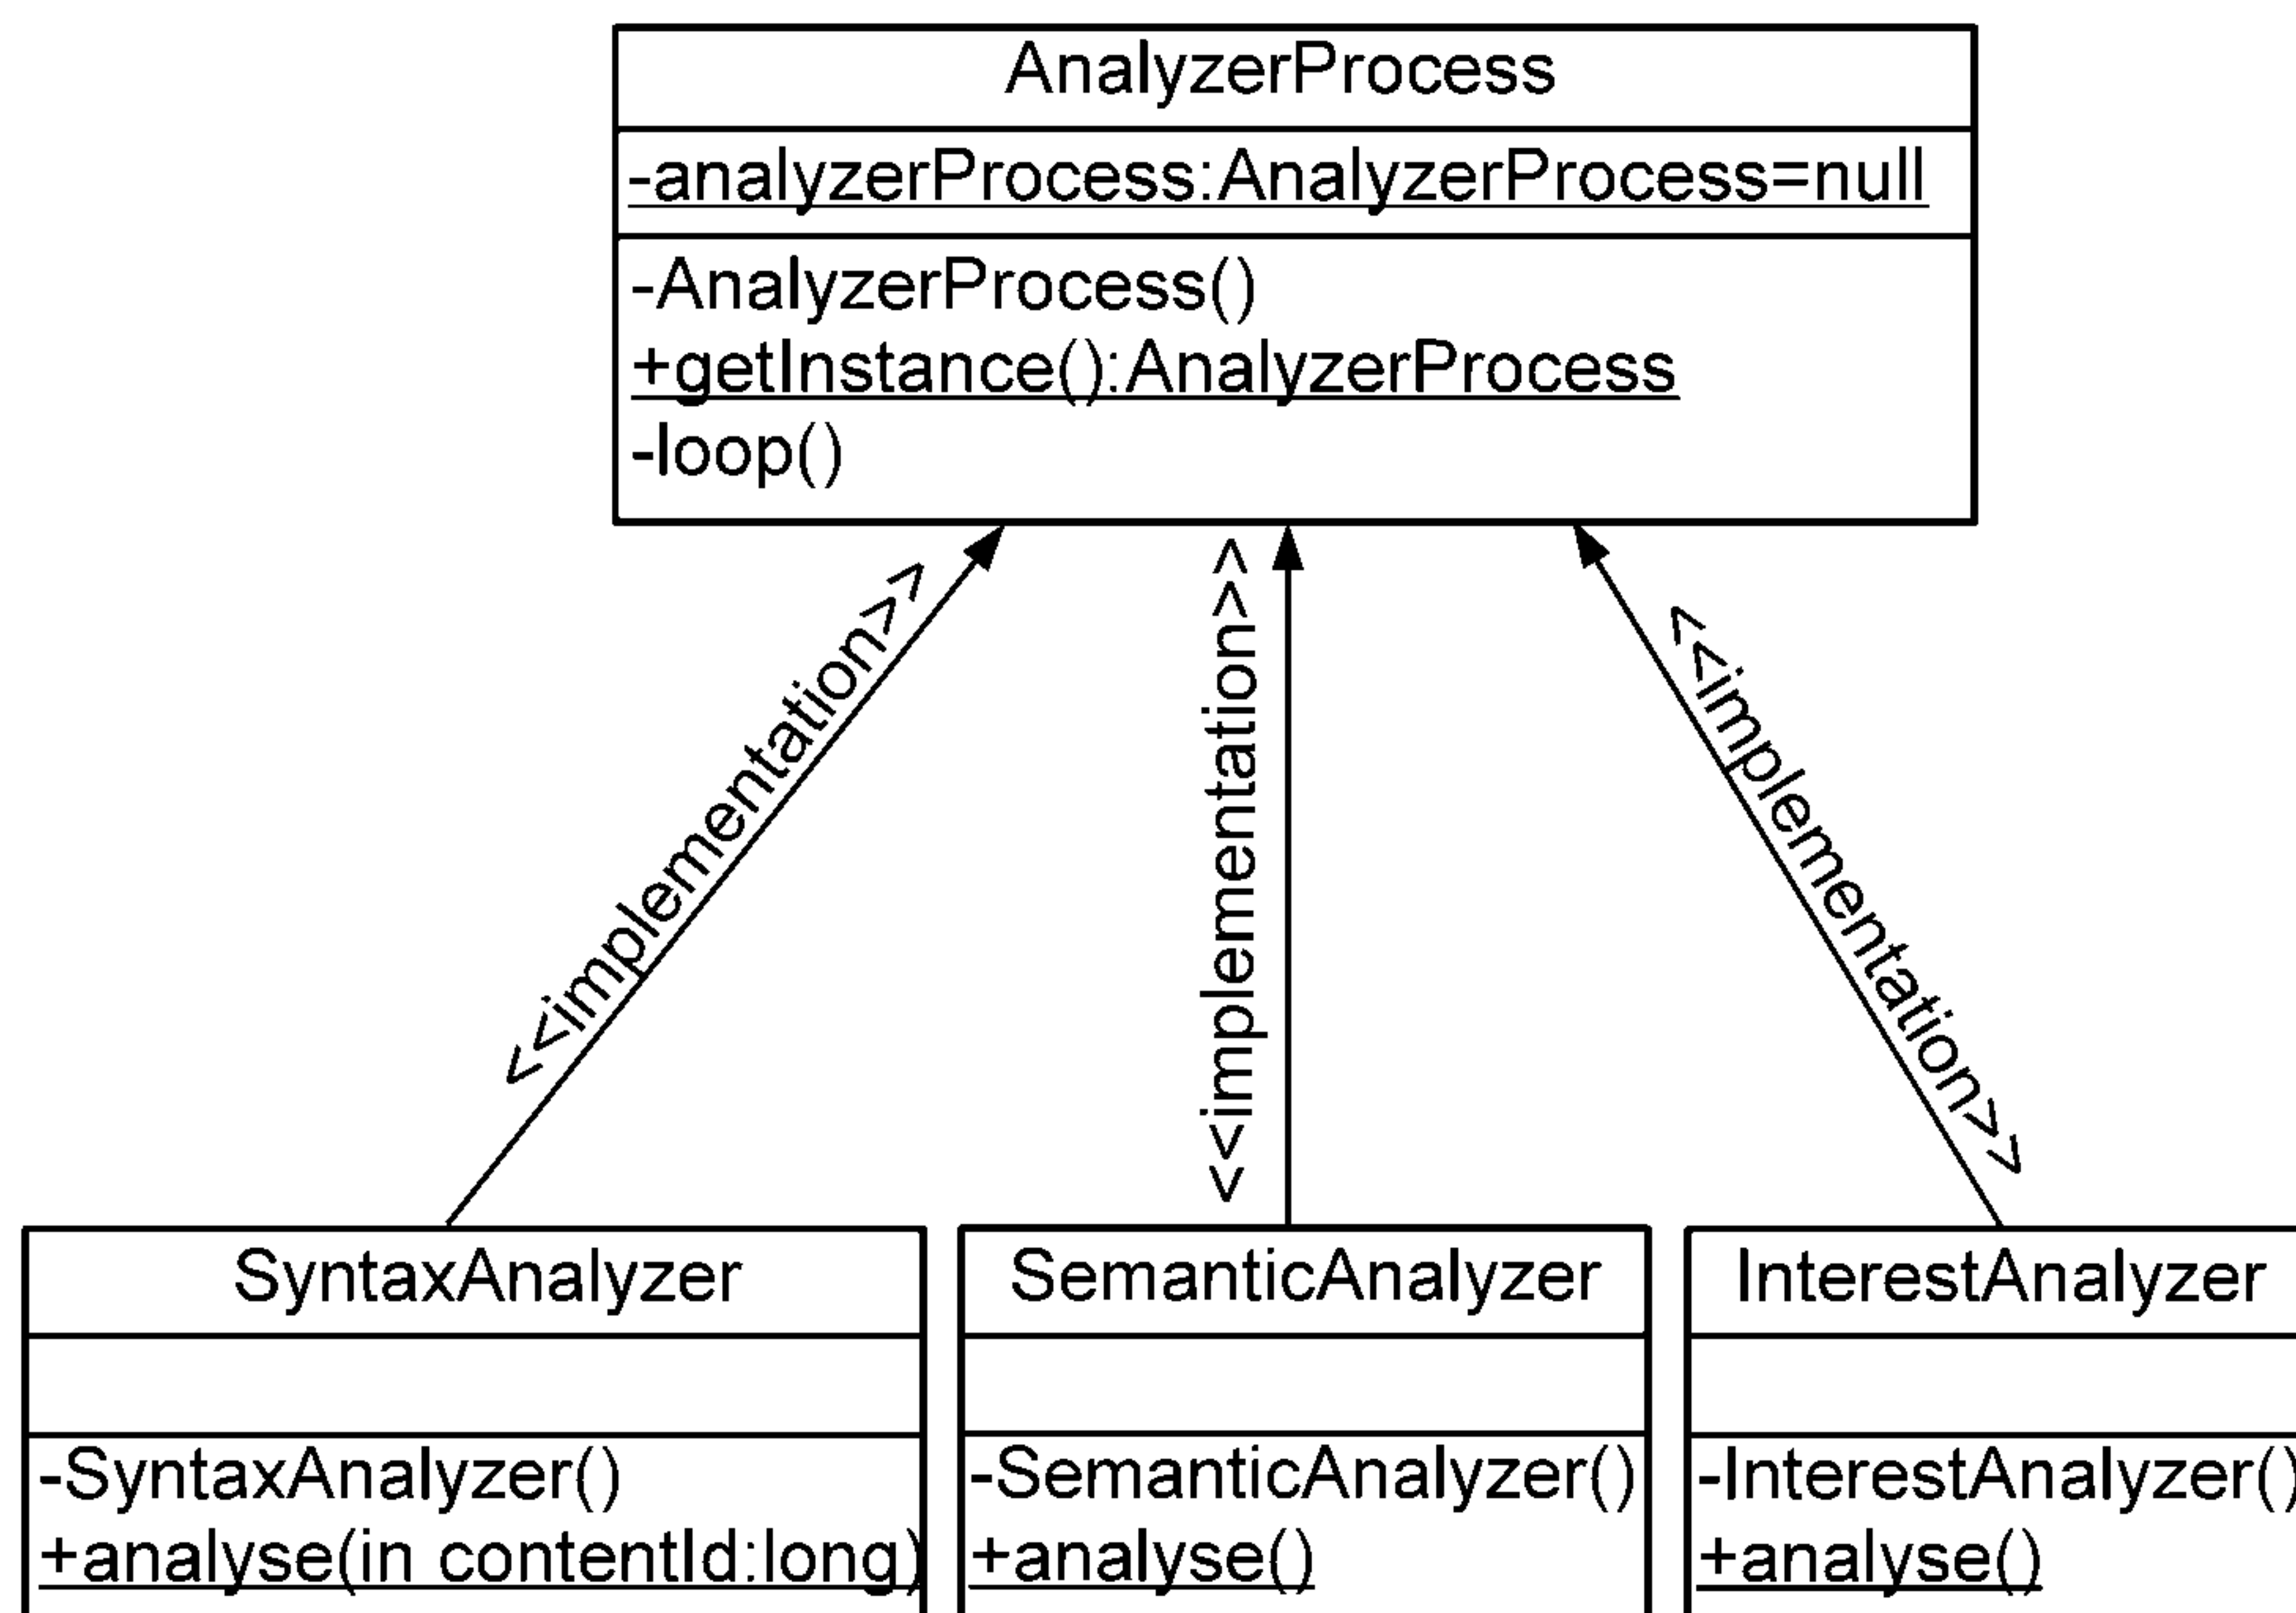 AnalyzerProcess
-analyzerProcess:AnalyzerProcess=null
-AnalyzerProcess()
+getInstance():AnalyzerProcess
-loop()
<<implementation>>
<<implementation>>
<<implementation>>
SyntaxAnalyzer
-SyntaxAnalyzer()
+analyse(in contentId:long)
SemanticAnalyzer
-SemanticAnalyzer()
+analyse()
InterestAnalyzer
-InterestAnalyzer()
+analyse()